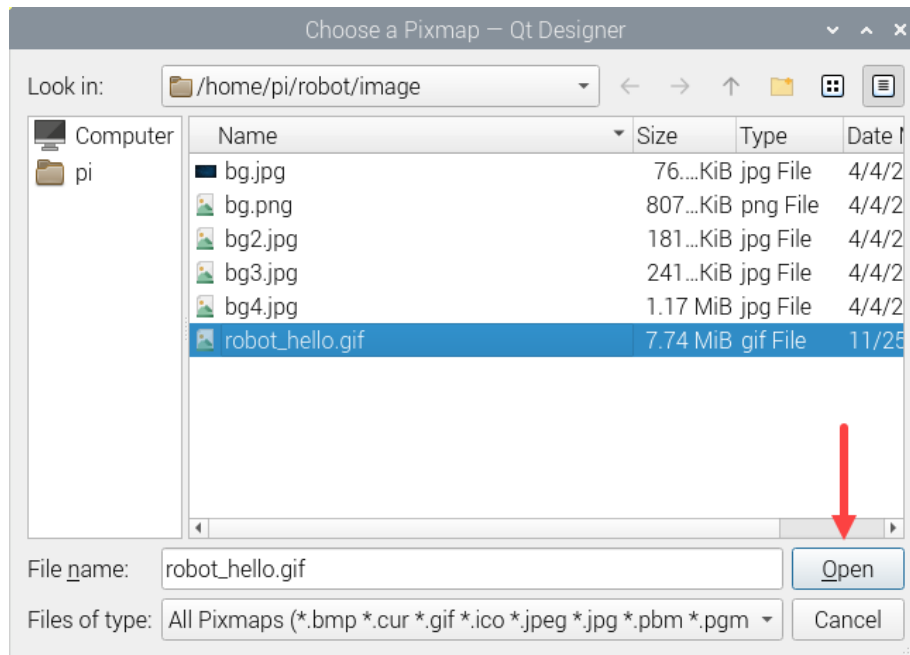 Choose a Pixmap — Qt Designer
Look in: /home/pi/robot/image
Computer
pi
Name Size Type Date M
bg.jpg 76....KiB jpg File 4/4/2
bg.png 807...KiB png File 4/4/2
bg2.jpg 181...KiB jpg File 4/4/2
bg3.jpg 241...KiB jpg File 4/4/2
bg4.jpg 1.17 MiB jpg File 4/4/2
robot_hello.gif 7.74 MiB gif File 11/25
File name: robot_hello.gif Open
Files of type: All Pixmaps (*.bmp *.cur *.gif *.ico *.jpeg *.jpg *.pbm *.pgm Cancel